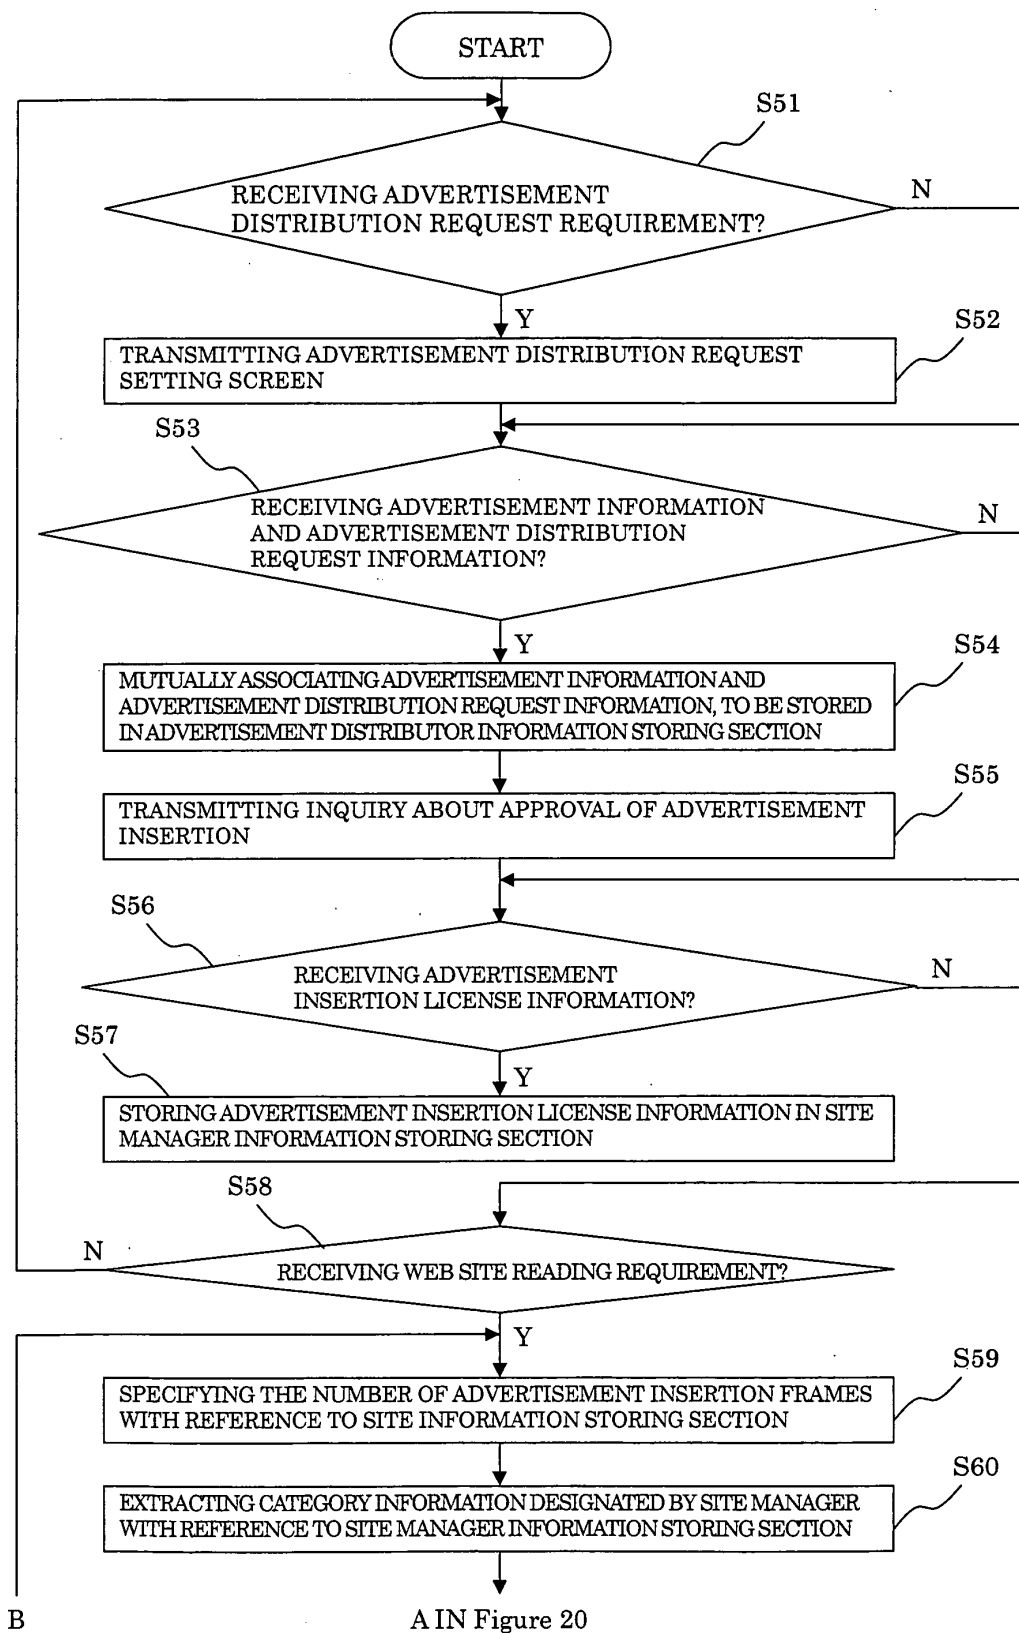 START
S51
RECEIVING ADVERTISEMENT
DISTRIBUTION REQUEST REQUIREMENT?
N
Y
S52
TRANSMITTING ADVERTISEMENT DISTRIBUTION REQUEST
SETTING SCREEN
S53
RECEIVING ADVERTISEMENT INFORMATION
AND ADVERTISEMENT DISTRIBUTION
REQUEST INFORMATION?
N
Y
S54
MUTUALLY ASSOCIATING ADVERTISEMENT INFORMATION AND
ADVERTISEMENT DISTRIBUTION REQUEST INFORMATION, TO BE STORED
IN ADVERTISEMENT DISTRIBUTOR INFORMATION STORING SECTION
S55
TRANSMITTING INQUIRY ABOUT APPROVAL OF ADVERTISEMENT
INSERTION
S56
RECEIVING ADVERTISEMENT
INSERTION LICENSE INFORMATION?
N
Y
S57
STORING ADVERTISEMENT INSERTION LICENSE INFORMATION IN SITE
MANAGER INFORMATION STORING SECTION
S58
N
RECEIVING WEB SITE READING REQUIREMENT?
Y
S59
SPECIFYING THE NUMBER OF ADVERTISEMENT INSERTION FRAMES
WITH REFERENCE TO SITE INFORMATION STORING SECTION
S60
EXTRACTING CATEGORY INFORMATION DESIGNATED BY SITE MANAGER
WITH REFERENCE TO SITE MANAGER INFORMATION STORING SECTION
B
A IN Figure 20